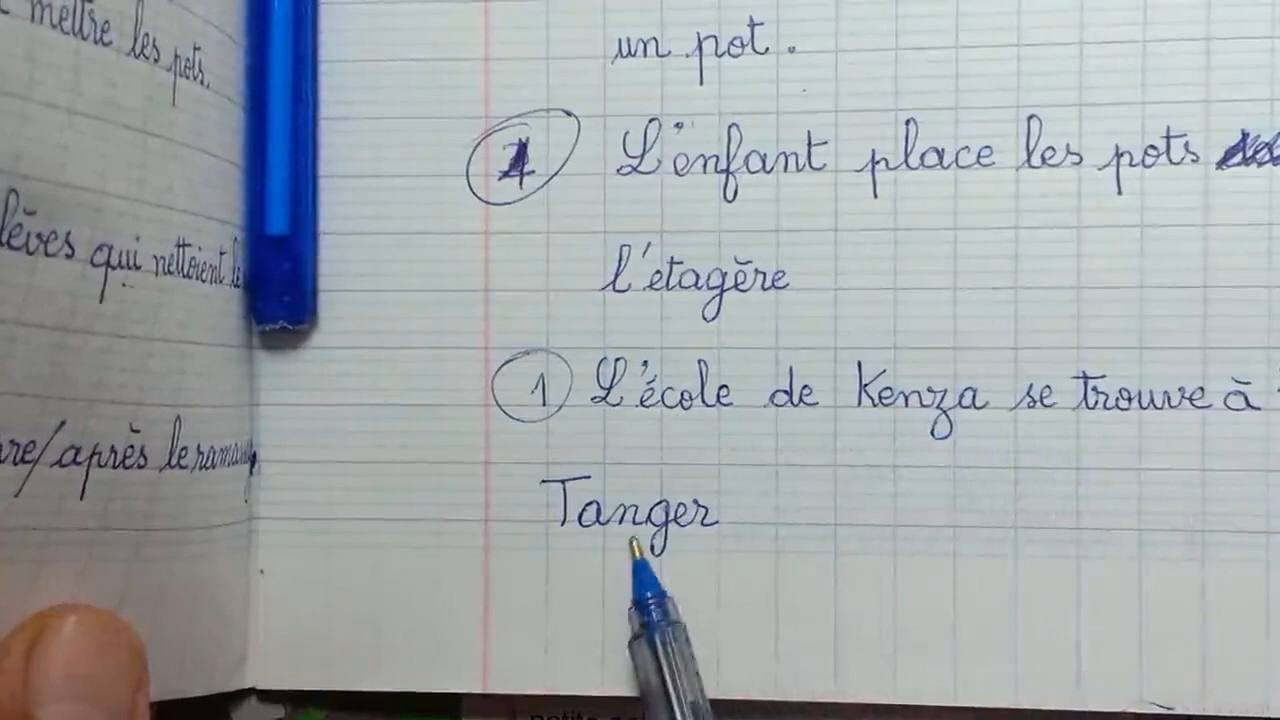 mettre les pots.
lèves qui nettoient le
re/après le
un pot.
4 L'enfant place les pots
l'étagère
1 L'école de Kenza se trouve à
Tanger